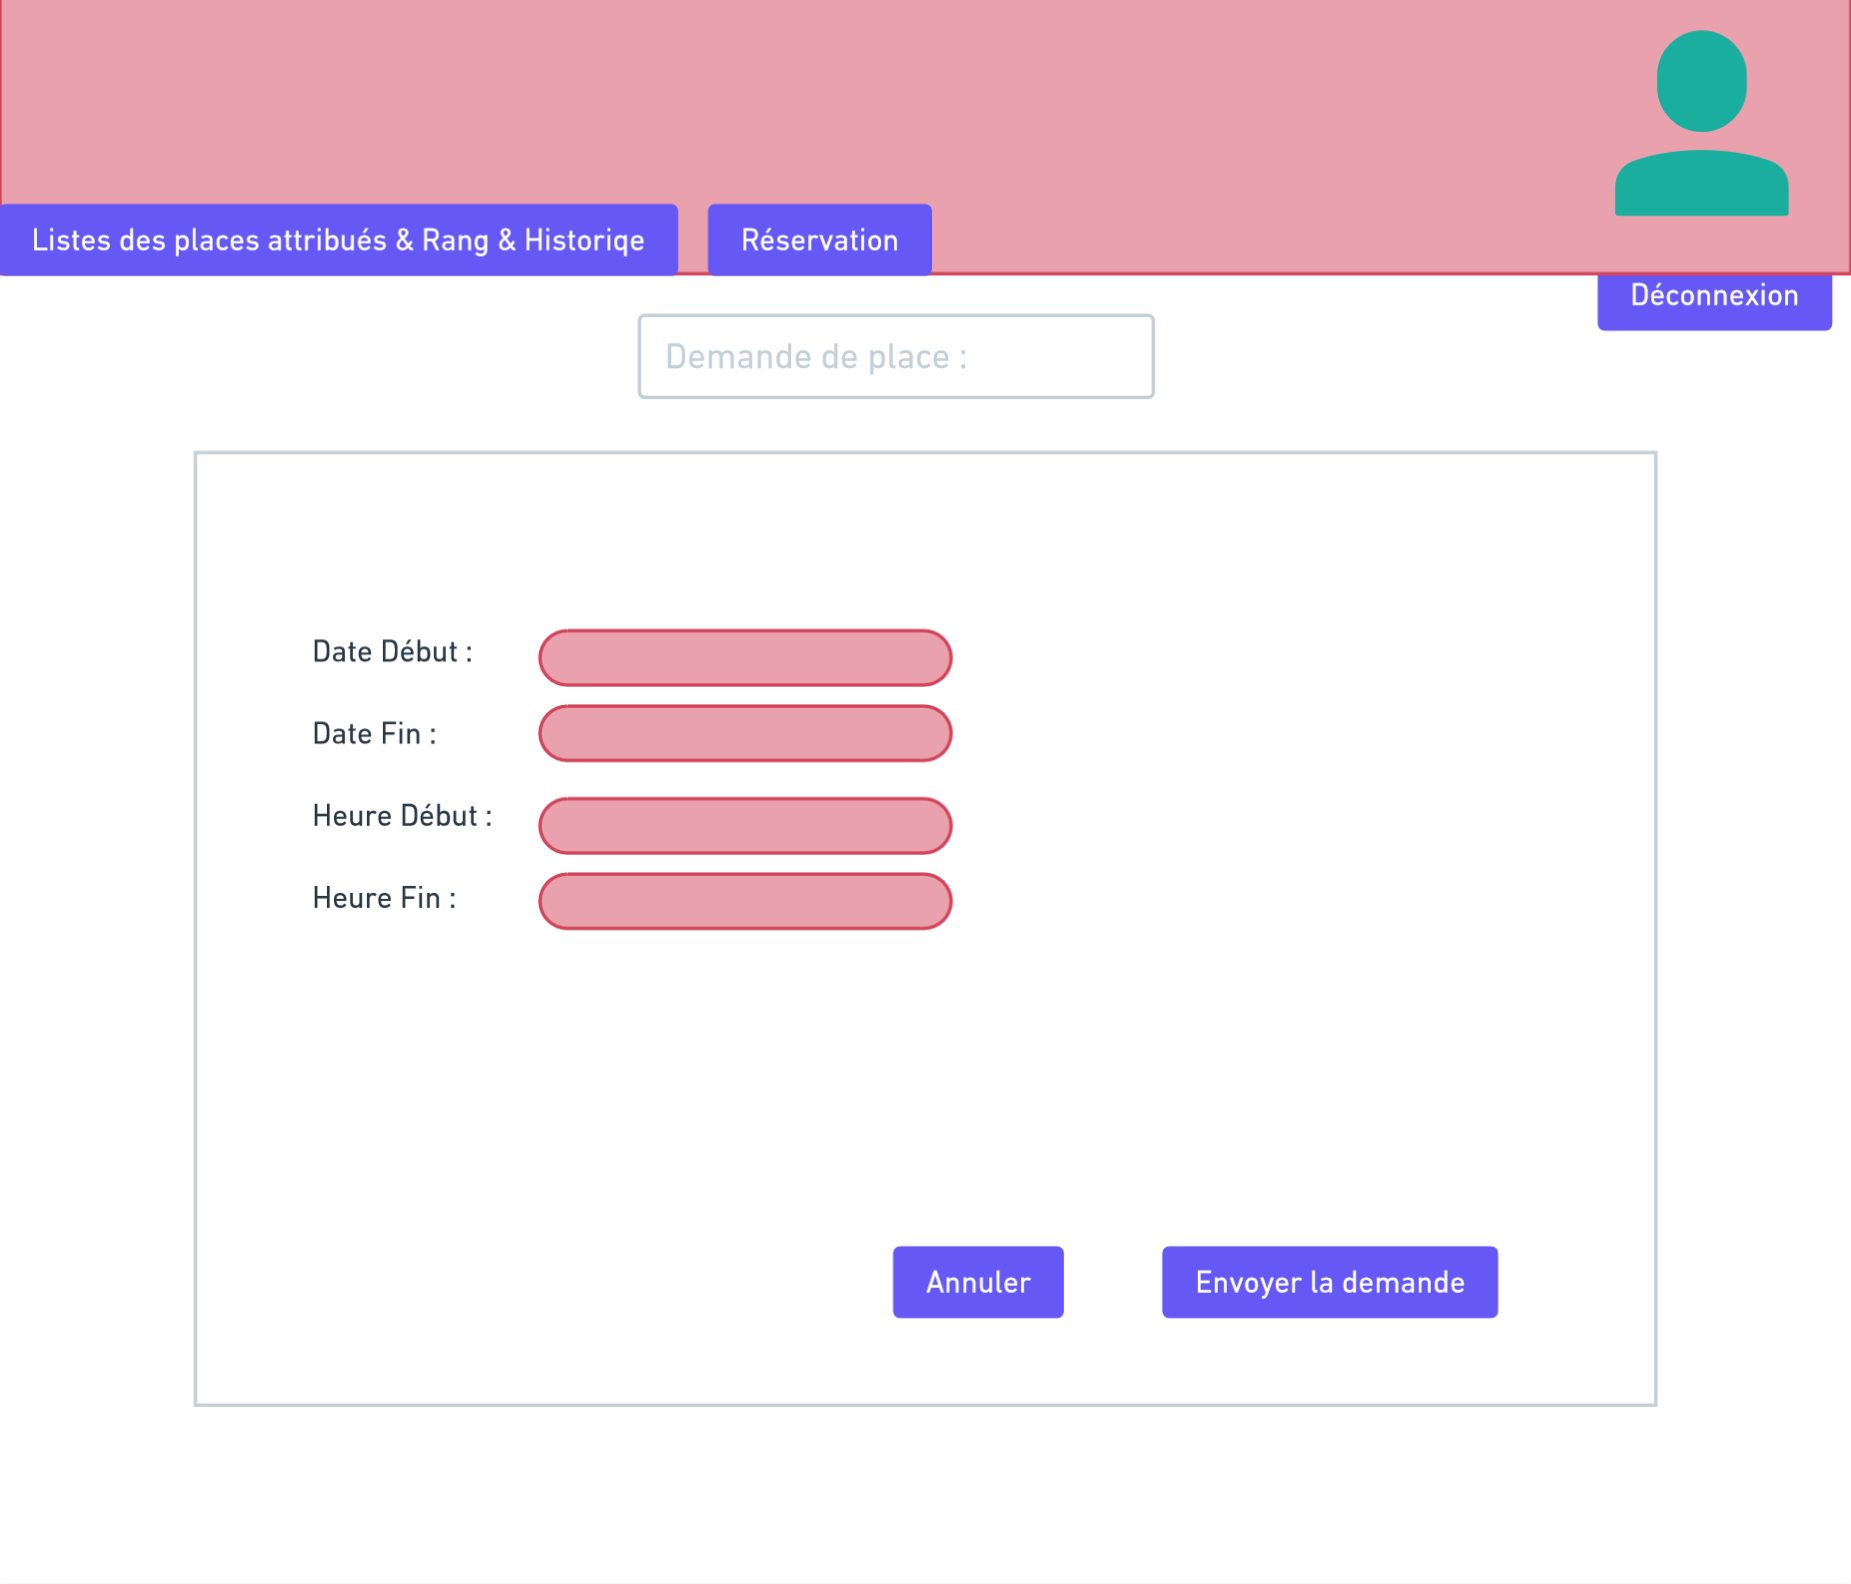 Listes des places attribués & Rang & Historiqe
Réservation
Déconnexion
Demande de place :
Date Début :
Date Fin :
Heure Début :
Heure Fin :
Annuler
Envoyer la demande